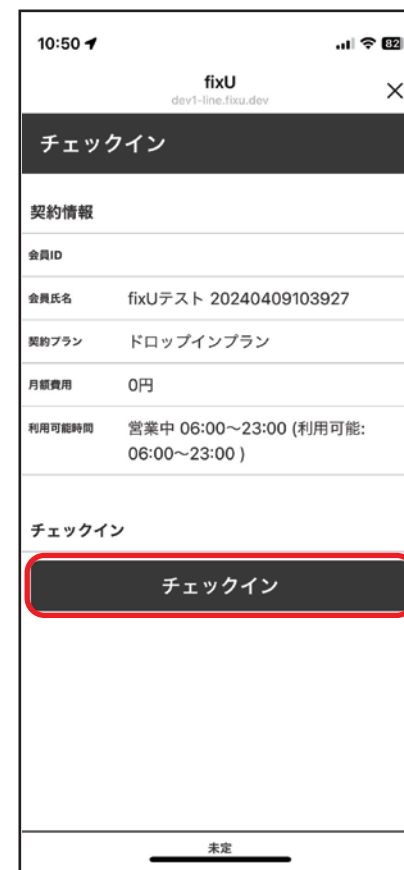 10:50
82
fixU
dev1-line.fixu.dev
チェックイン
契約情報
会員ID
会員氏名 fixUテスト 20240409103927
契約プラン ドロップインプラン
月額費用 0円
利用可能時間 営業中 06:00〜23:00 (利用可能:
06:00〜23:00 )
チェックイン
チェックイン
未定